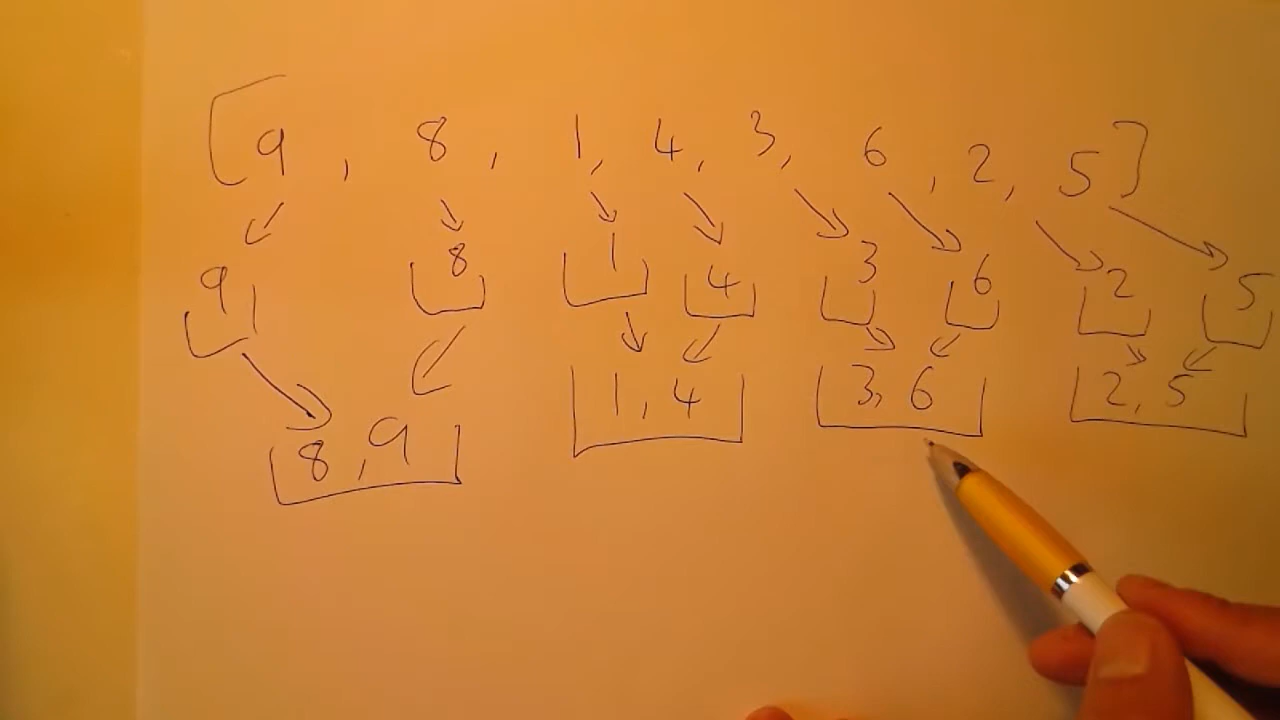 [9, 8, 1, 4, 3, 6, 2, 5]
9 8 1 4 3 6 2 5
8, 9 1, 4 3, 6 2, 5